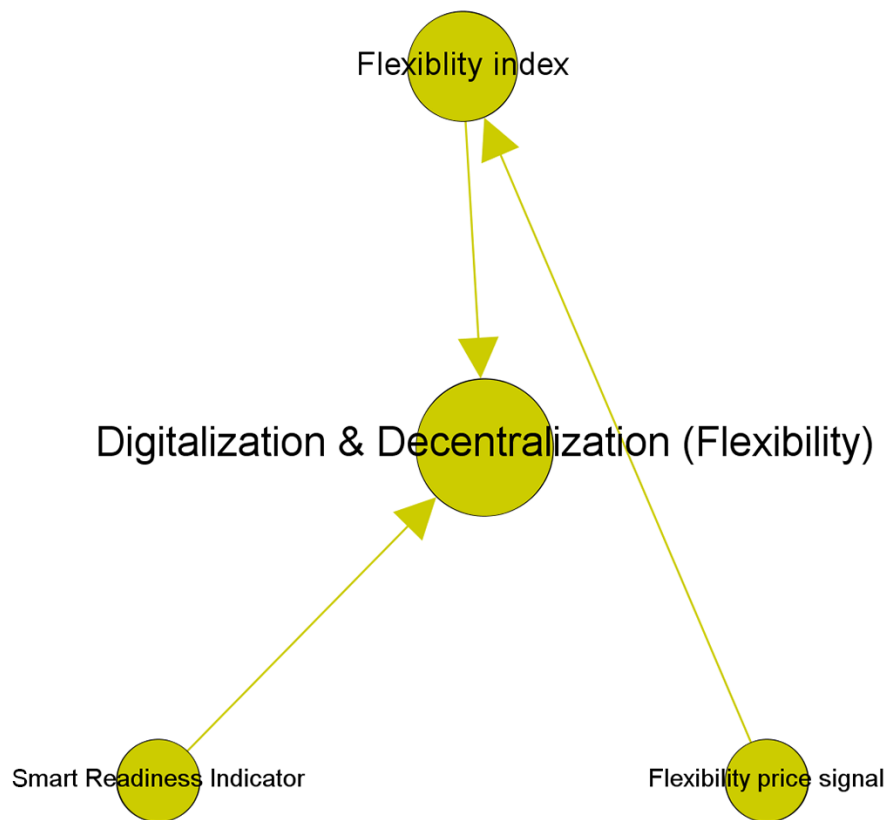 Flexiblity index
Digitalization & Decentralization (Flexibility)
Smart Readiness Indicator
Flexibility price signal